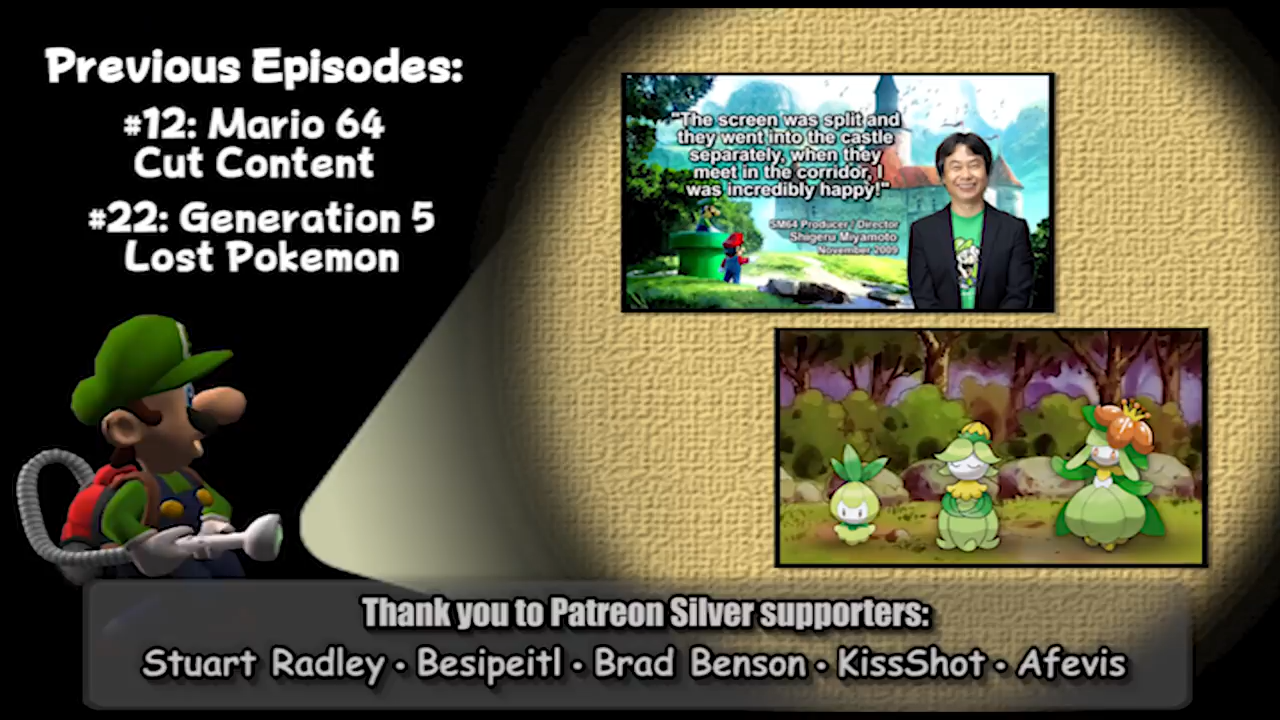 Previous Episodes:
#12: Mario 64
Cut Content
#22: Generation 5
Lost Pokemon
"The screen was split and
they went into the castle
separately, when they
meet in the corridor, I
was incredibly happy!"
SM64 Producer / Director
Shigeru Miyamoto
November 2009
Thank you to Patreon Silver supporters:
Stuart Radley • Besipeitl • Brad Benson • KissShot • Afevis